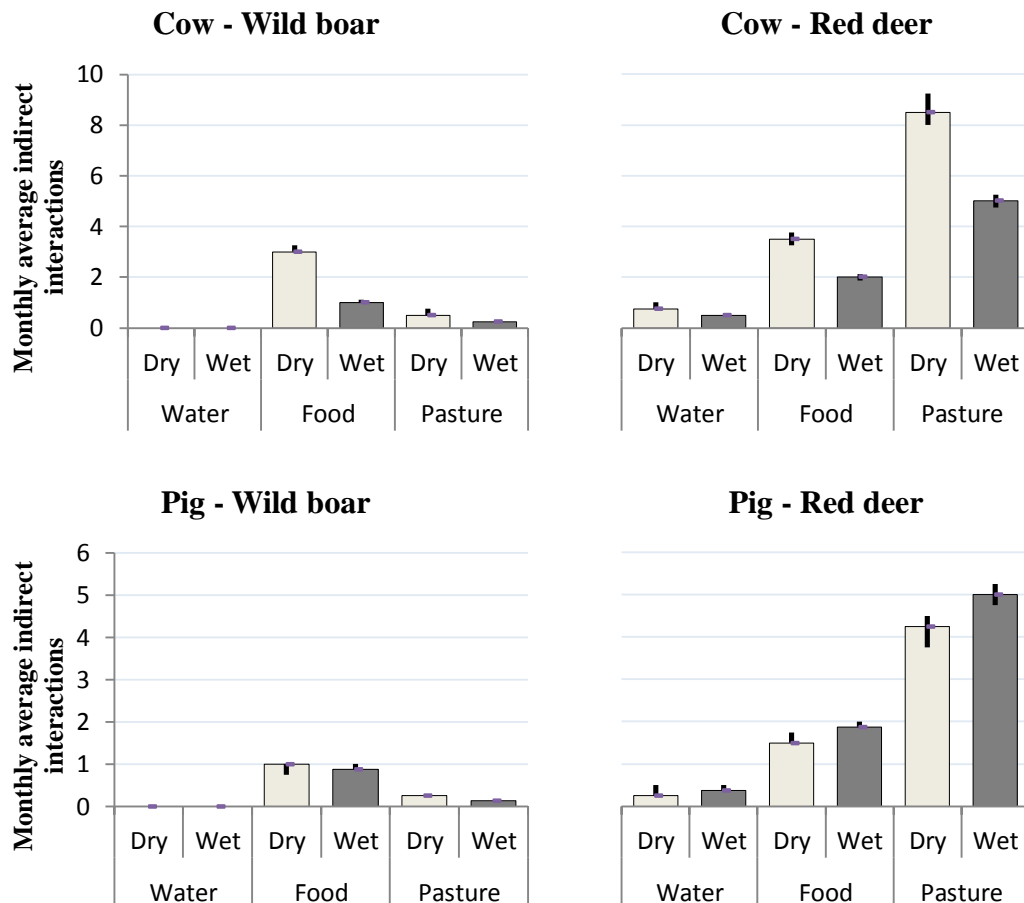 Cow - Wild boar
Cow - Red deer
Monthly average indirect
interactions
10
8
6
4
2
0
Dry Wet Dry Wet Dry Wet
Water Food Pasture
Dry Wet Dry Wet Dry Wet
Water Food Pasture
Pig - Wild boar
Pig - Red deer
Monthly average indirect
interactions
6
5
4
3
2
1
0
Dry Wet Dry Wet Dry Wet
Water Food Pasture
Dry Wet Dry Wet Dry Wet
Water Food Pasture